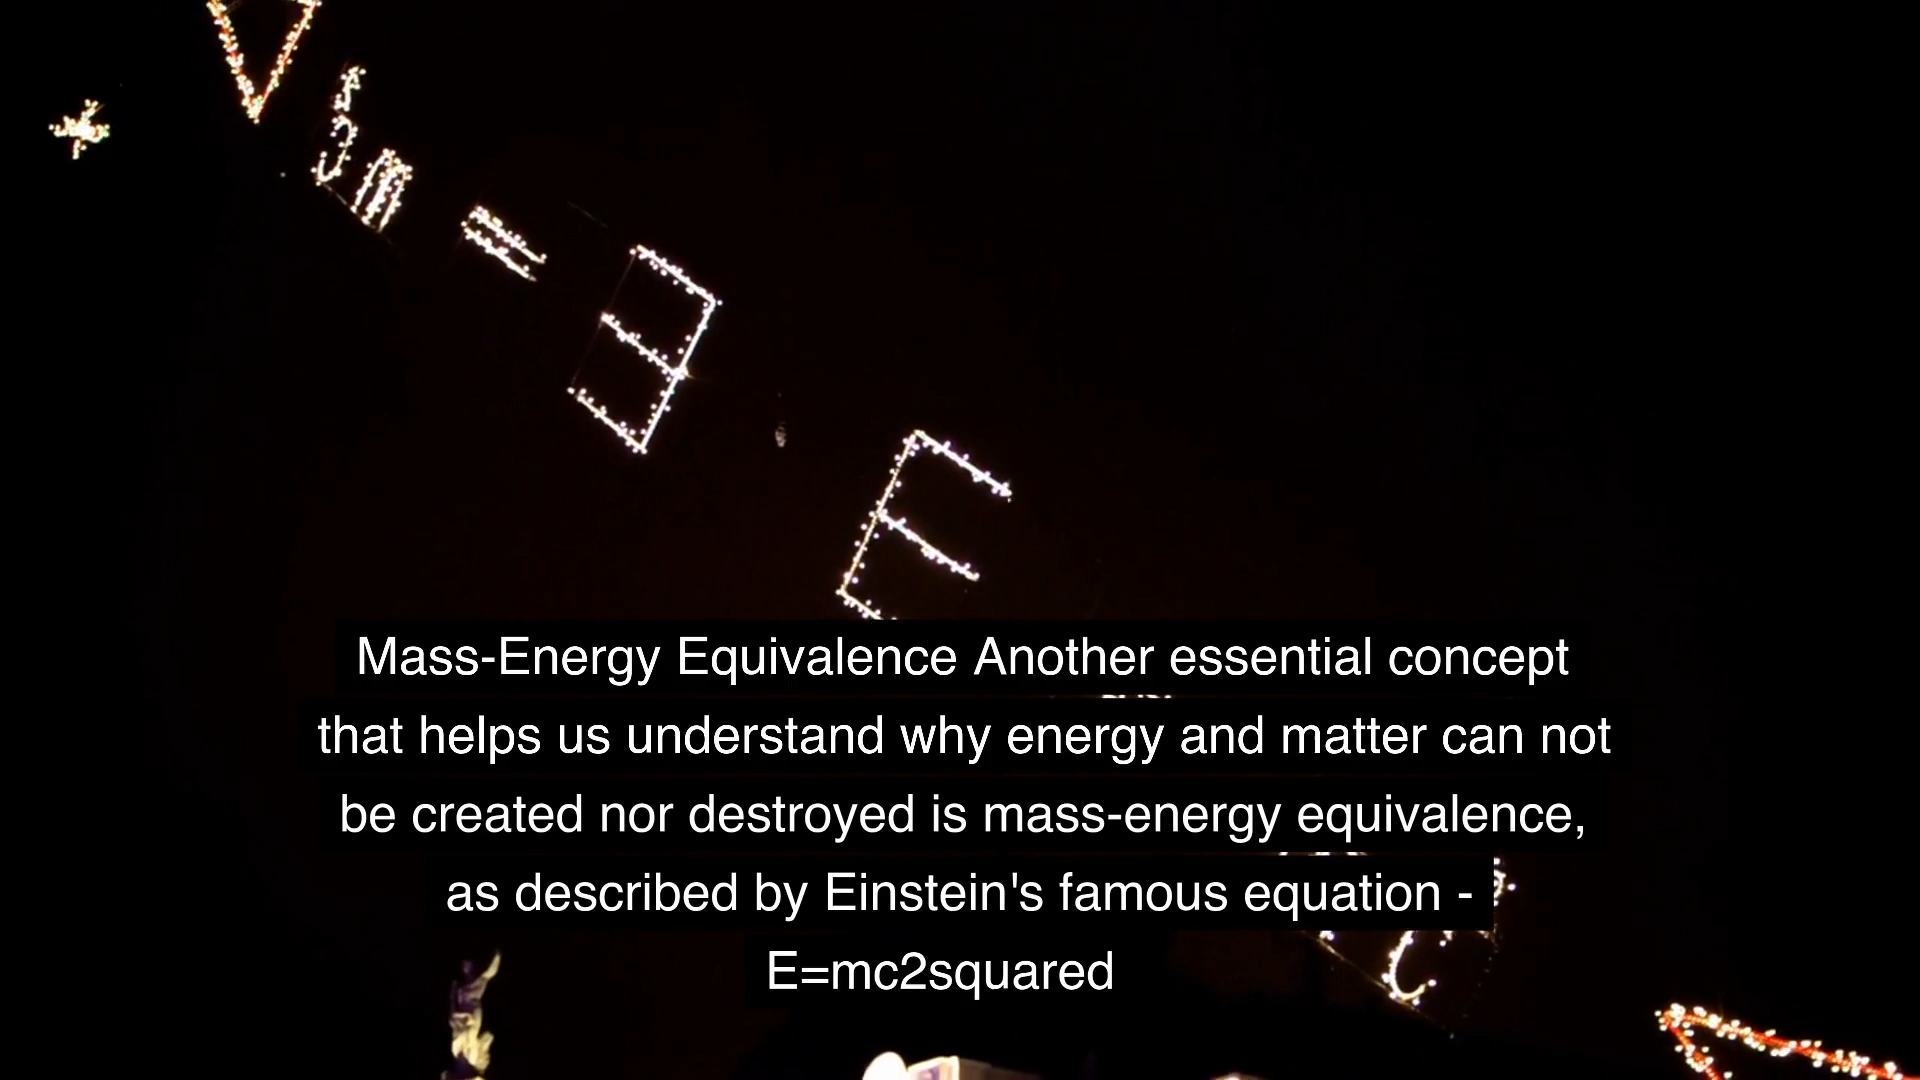 E
Mass-Energy Equivalence Another essential concept
that helps us understand why energy and matter can not
be created nor destroyed is mass-energy equivalence,
as described by Einstein's famous equation -
E=mc2squared